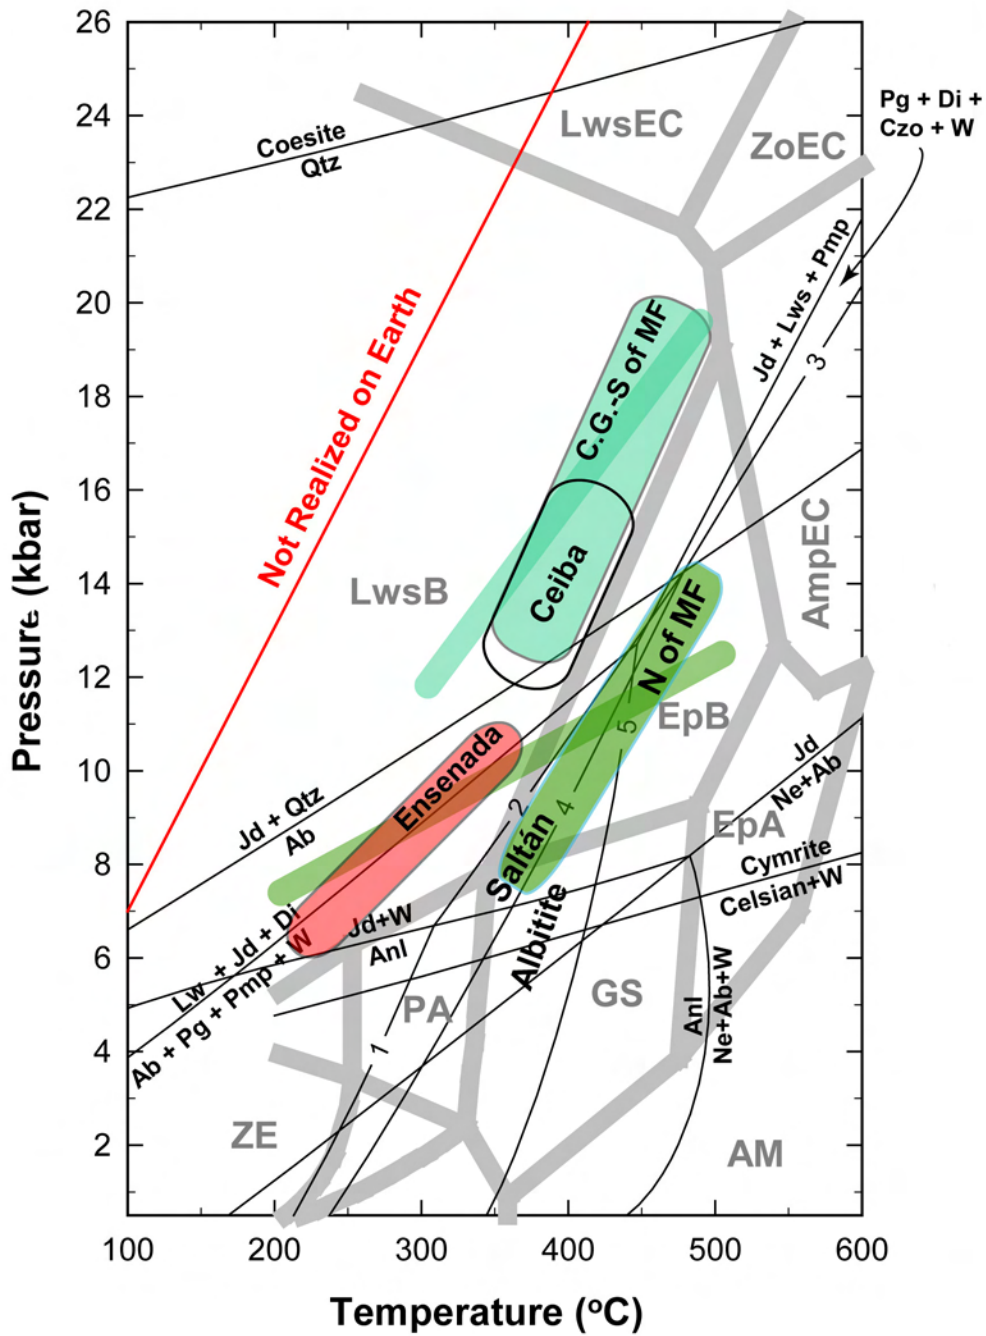 26
24
22
20
18
16
14
12
10
8
6
4
2
Pressure (kbar)
100
200
300
400
500
600
Temperature (oC)
Coesite
Qtz
LwsEC
ZoEC
Pg + Di +
Czo + W
Not Realized on Earth
Jd + Lws + Pmp
3
C.G.-S of MF
Ceiba
LwsB
AmpEC
N of MF
EpB
5
Ensenada
Jd + Qtz
Ab
2
4
Saltán
Jd
Ne+Ab
EpA
Cymrite
Celsian+W
Lw + Jd + Di
Ab + Pg + Pmp + W
Jd+W
Anl
Albitite
PA
GS
Anl
Ne+Ab+W
1
ZE
AM